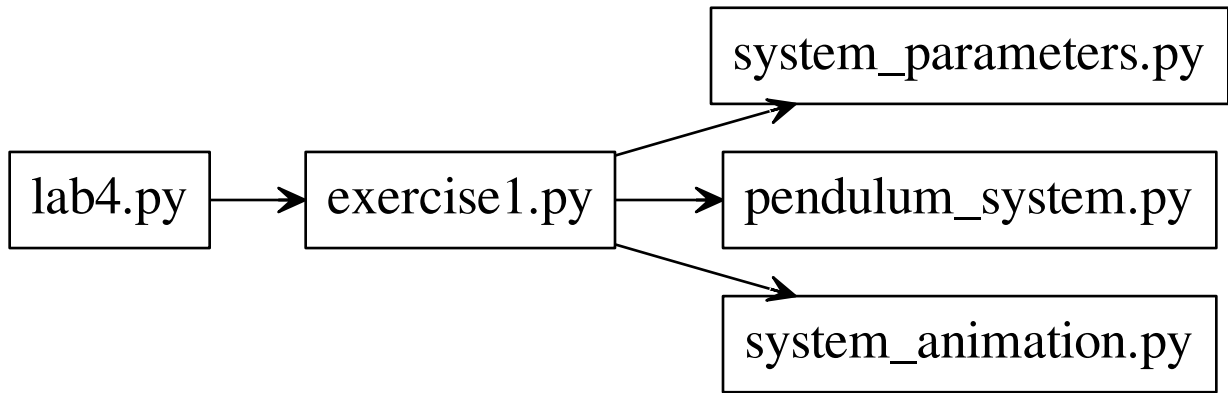 lab4.py
exercise1.py
system_parameters.py
pendulum_system.py
system_animation.py